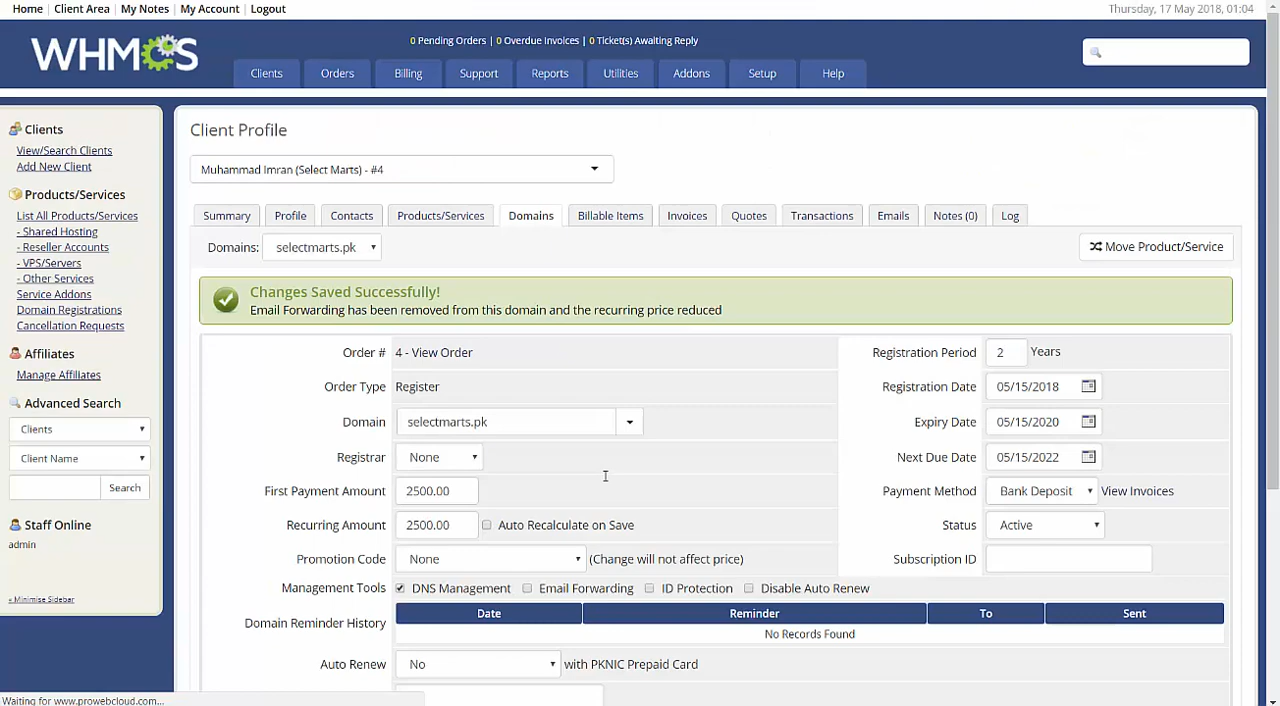 Home | Client Area | My Notes | My Account | Logout
Thursday, 17 May 2018, 01:04
0 Pending Orders | 0 Overdue Invoices | 0 Ticket(s) Awaiting Reply
WHMCS
Clients Orders Billing Support Reports Utilities Addons Setup Help
Clients
View/Search Clients
Add New Client
Products/Services
List All Products/Services
- Shared Hosting
- Reseller Accounts
- VPS/Servers
- Other Services
Service Addons
Domain Registrations
Cancellation Requests
Affiliates
Manage Affiliates
Advanced Search
Clients
Client Name
Search
Staff Online
admin
« Minimise Sidebar
Client Profile
Muhammad Imran (Select Marts) - #4
Summary Profile Contacts Products/Services Domains Billable Items Invoices Quotes Transactions Emails Notes (0) Log
Domains: selectmarts.pk Move Product/Service
Changes Saved Successfully!
Email Forwarding has been removed from this domain and the recurring price reduced
Order # 4 - View Order Registration Period 2 Years
Order Type Register Registration Date 05/15/2018
Domain selectmarts.pk Expiry Date 05/15/2020
Registrar None Next Due Date 05/15/2022
First Payment Amount 2500.00 Payment Method Bank Deposit View Invoices
Recurring Amount 2500.00 Auto Recalculate on Save Status Active
Promotion Code None (Change will not affect price) Subscription ID
Management Tools DNS Management Email Forwarding ID Protection Disable Auto Renew
Domain Reminder History Date Reminder To Sent
No Records Found
Auto Renew No with PKNIC Prepaid Card
Waiting for www.prowebcloud.com...